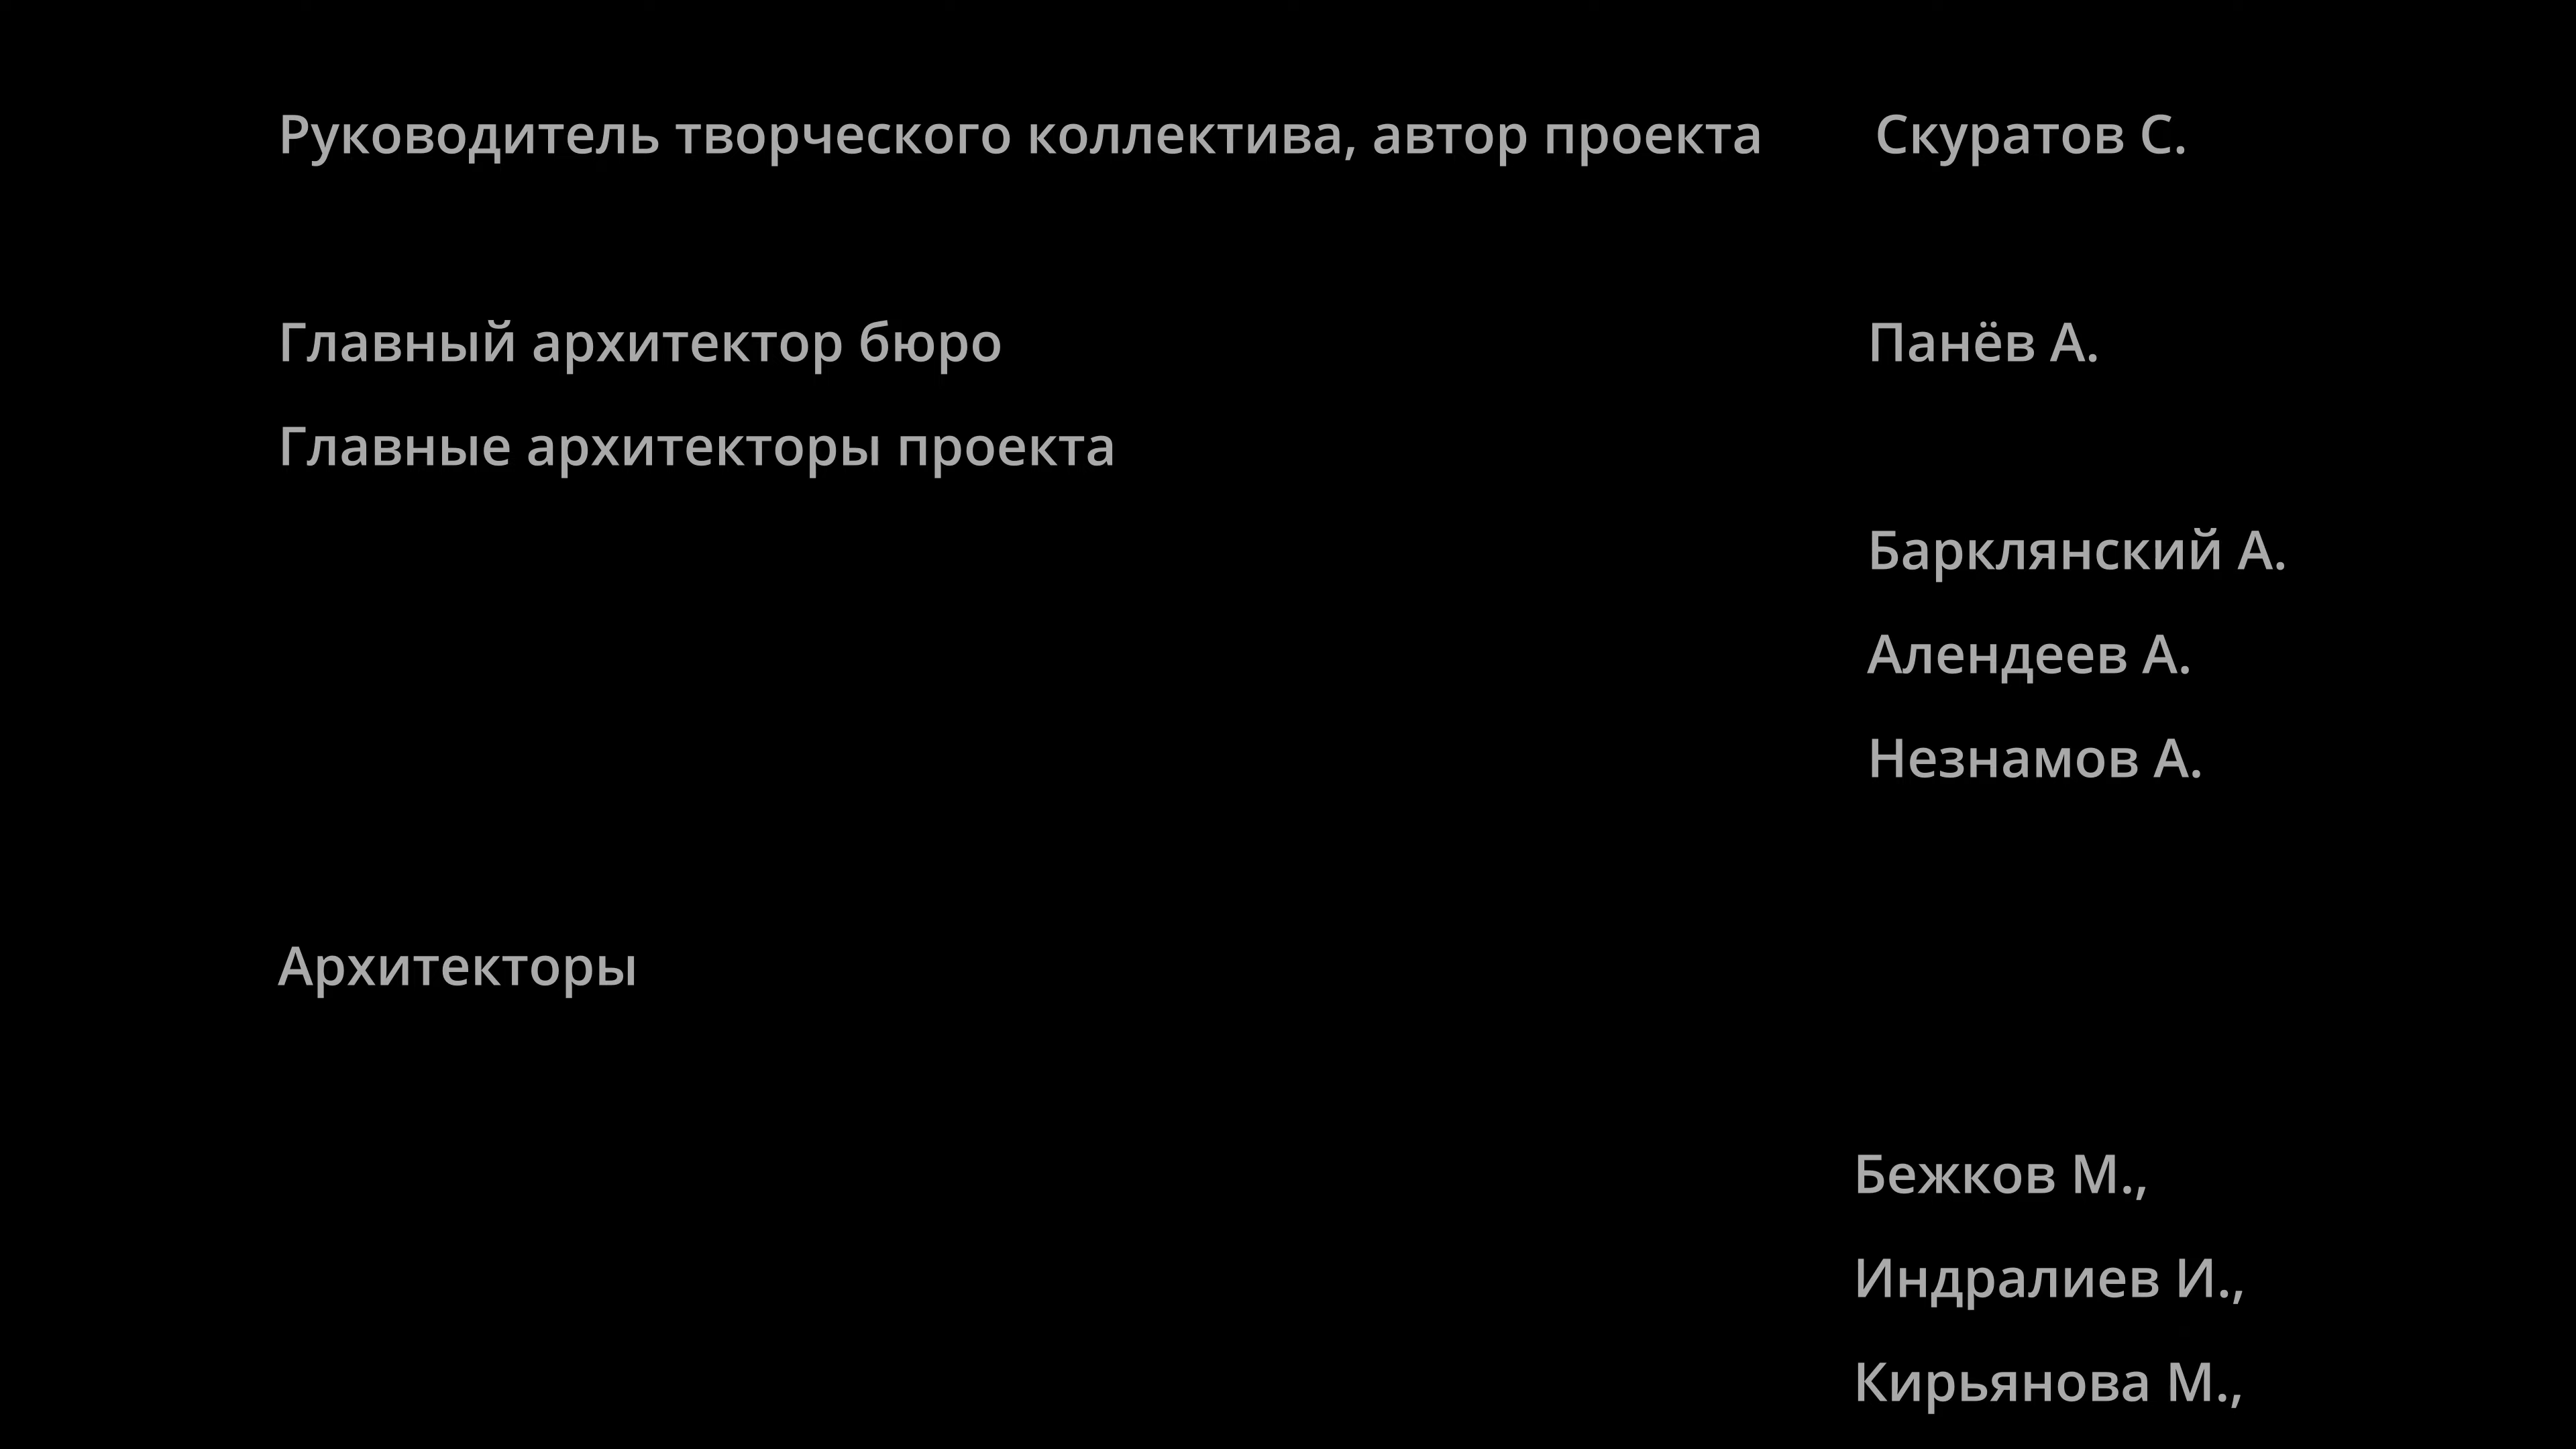 Руководитель творческого коллектива, автор проекта Скуратов С.
Главный архитектор бюро Панёв А.
Главные архитекторы проекта
Барклянский А.
Алендеев А.
Незнамов А.
Архитекторы
Бежков М.,
Индралиев И.,
Кирьянова М.,